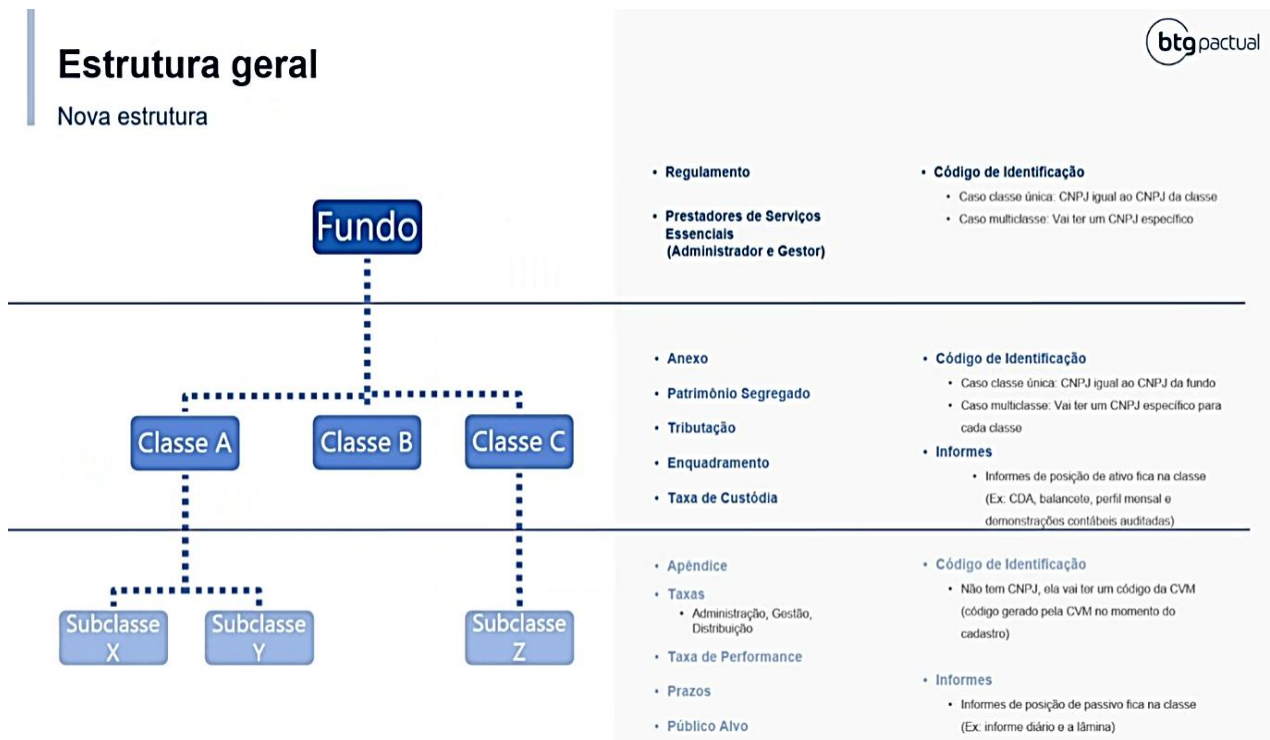 Estrutura geral
Nova estrutura
btg pactual
Fundo
• Regulamento
• Prestadores de Serviços
Essenciais
(Administrador e Gestor)
• Código de Identificação
• Caso classe única: CNPJ igual ao CNPJ da classe
• Caso multiclasse: Vai ter um CNPJ específico
Classe A
Classe B
Classe C
• Anexo
• Patrimônio Segregado
• Tributação
• Enquadramento
• Taxa de Custódia
• Código de Identificação
• Caso classe única: CNPJ igual ao CNPJ da fundo
• Caso multiclasse: Vai ter um CNPJ específico para
cada classe
• Informes
• Informes de posição de ativo fica na classe
(Ex: CDA, balancete, perfil mensal e
demonstrações contábeis auditadas)
Subclasse
X
Subclasse
Y
Subclasse
Z
• Apêndice
• Taxas
• Administração, Gestão,
Distribuição
• Taxa de Performance
• Prazos
• Público Alvo
• Código de Identificação
• Não tem CNPJ, ela vai ter um código da CVM
(código gerado pela CVM no momento do
cadastro)
• Informes
• Informes de posição de passivo fica na classe
(Ex: informe diário e a lâmina)